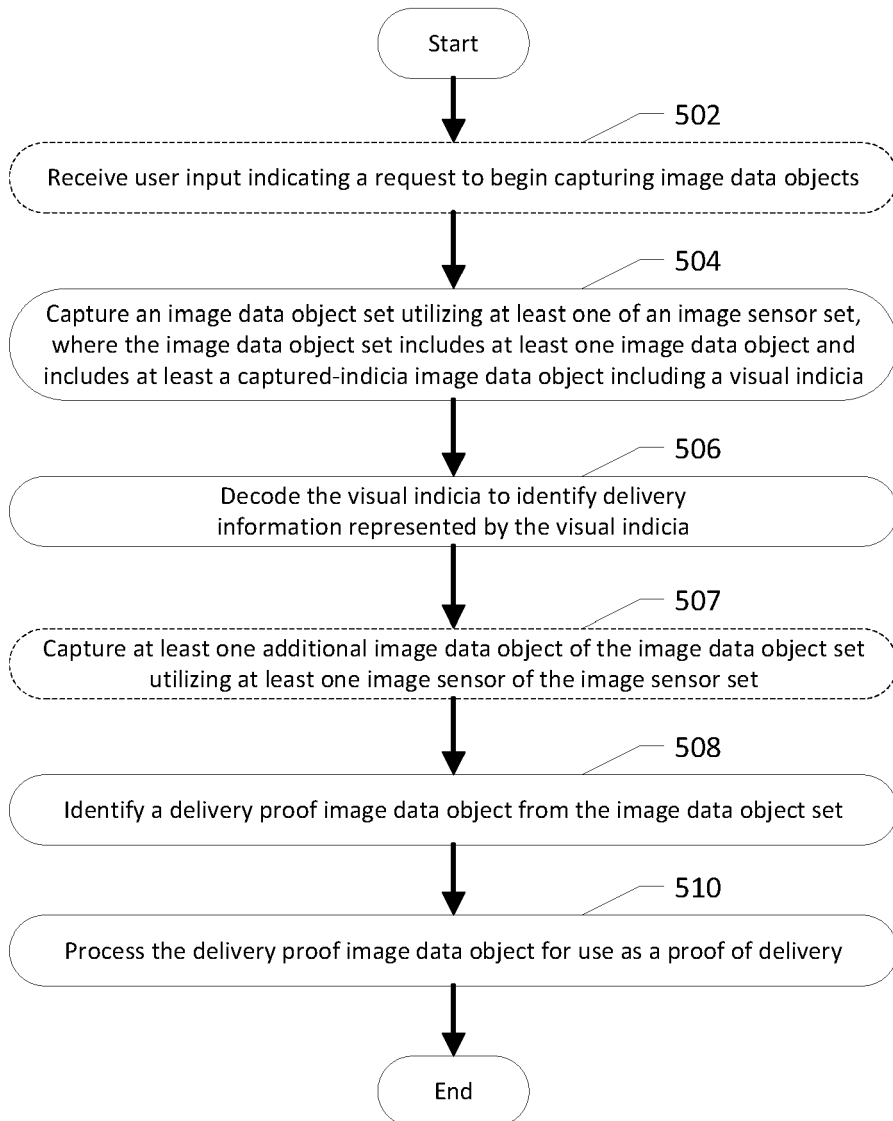 Start
502
Receive user input indicating a request to begin capturing image data objects
504
Capture an image data object set utilizing at least one of an image sensor set,
where the image data object set includes at least one image data object and
includes at least a captured-indicia image data object including a visual indicia
506
Decode the visual indicia to identify delivery
information represented by the visual indicia
507
Capture at least one additional image data object of the image data object set
utilizing at least one image sensor of the image sensor set
508
Identify a delivery proof image data object from the image data object set
510
Process the delivery proof image data object for use as a proof of delivery
End